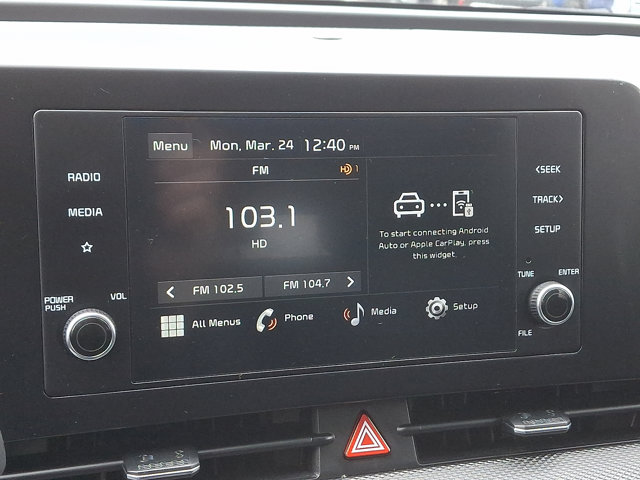 Menu Mon, Mar. 24 12:40 PM
RADIO
MEDIA
POWER
PUSH
VOL
FM
HD 1
103.1
HD
FM 102.5
FM 104.7
To start connecting Android
Auto or Apple CarPlay, press
this widget.
All Menus
Phone
Media
Setup
<SEEK
TRACK>
SETUP
TUNE
ENTER
FILE